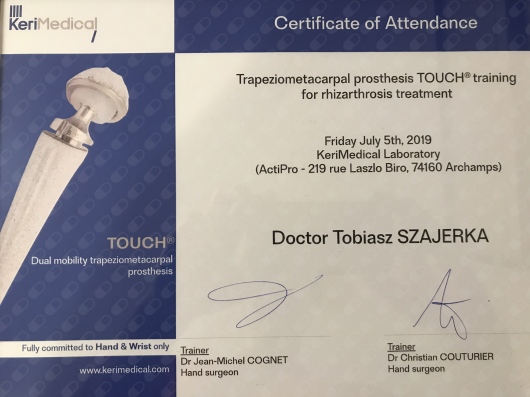 KeriMedical
Certificate of Attendance
Trapeziometacarpal prosthesis TOUCH® training
for rhizarthrosis treatment
Friday July 5th, 2019
KeriMedical Laboratory
(ActiPro - 219 rue Laszlo Biro, 74160 Archamps)
Doctor Tobiasz SZAJERKA
TOUCH®
Dual mobility trapeziometacarpal
prosthesis
Fully committed to Hand & Wrist only
www.kerimedical.com
Trainer
Dr Jean-Michel COGNET
Hand surgeon
Trainer
Dr Christian COUTURIER
Hand surgeon